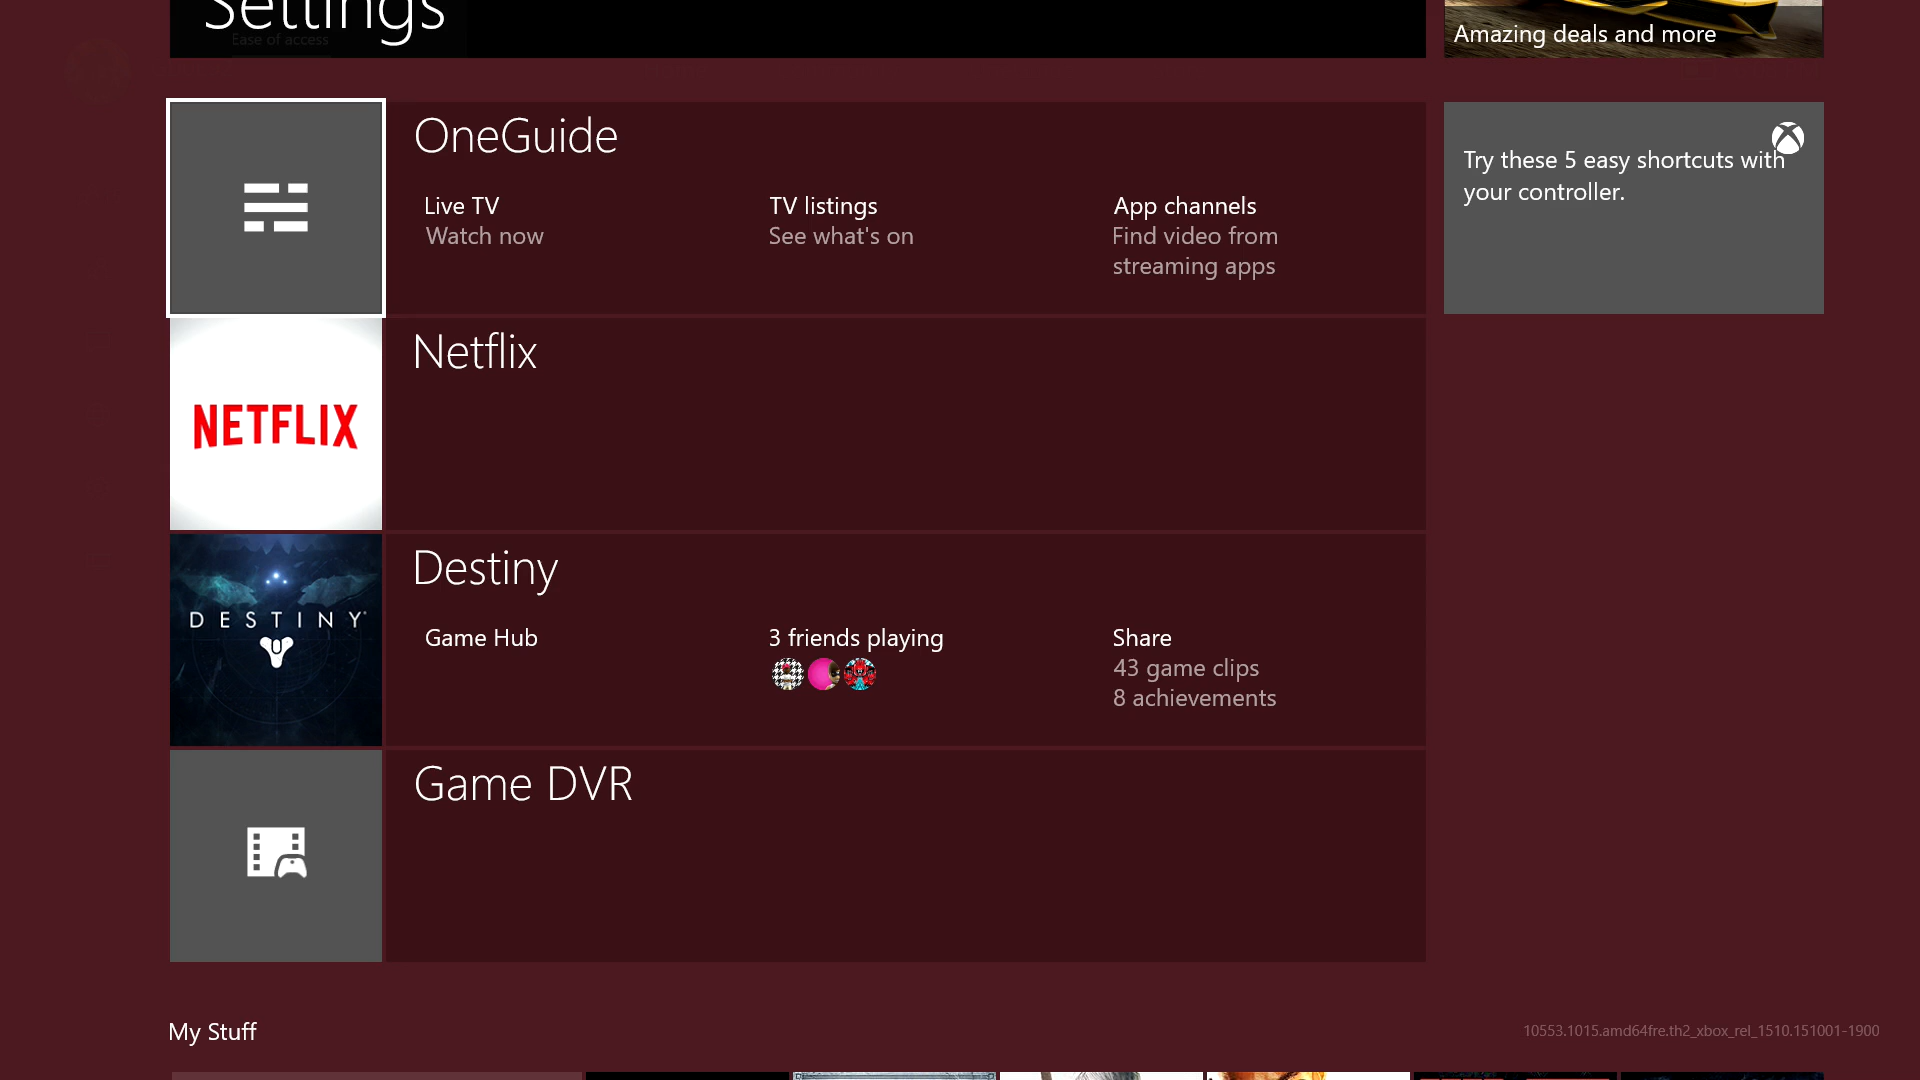 Settings
Ease of access
Amazing deals and more
OneGuide
Live TV
Watch now
TV listings
See what's on
App channels
Find video from
streaming apps
Try these 5 easy shortcuts with
your controller.
NETFLIX
Netflix
DESTINY
Destiny
Game Hub
3 friends playing
Share
43 game clips
8 achievements
Game DVR
My Stuff
10553.1015.amd64fre.th2_xbox_rel_1510.151001-1900